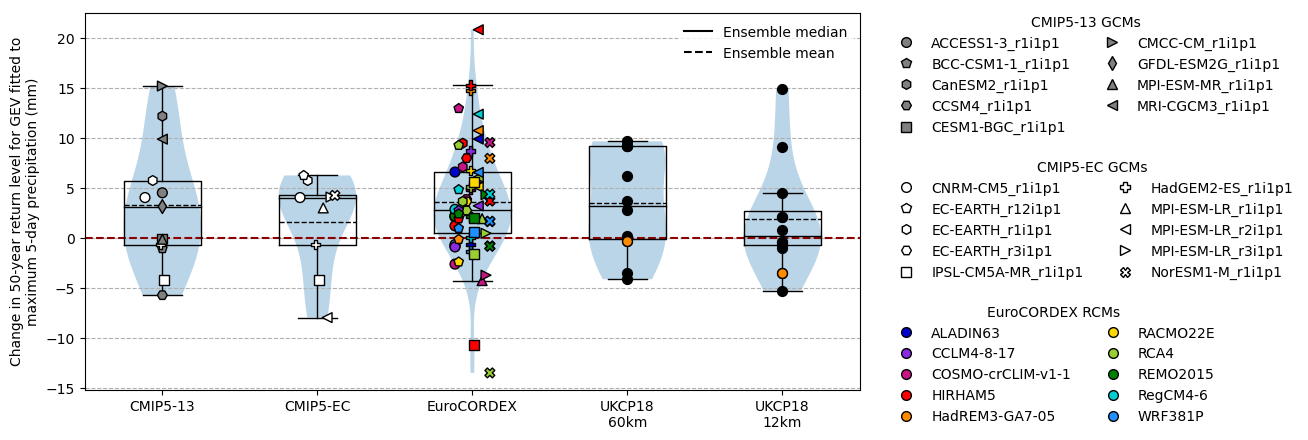 Change in 50-year return level for GEV fitted to
maximum 5-day precipitation (mm)
20
15
10
5
0
−5
−10
−15
Ensemble median
Ensemble mean
CMIP5-13
CMIP5-EC
EuroCORDEX
UKCP18
60km
UKCP18
12km
CMIP5-13 GCMs
ACCESS1-3_r1i1p1
BCC-CSM1-1_r1i1p1
CanESM2_r1i1p1
CCSM4_r1i1p1
CESM1-BGC_r1i1p1
CMCC-CM_r1i1p1
GFDL-ESM2G_r1i1p1
MPI-ESM-MR_r1i1p1
MRI-CGCM3_r1i1p1
CMIP5-EC GCMs
CNRM-CM5_r1i1p1
EC-EARTH_r12i1p1
EC-EARTH_r1i1p1
EC-EARTH_r3i1p1
IPSL-CM5A-MR_r1i1p1
HadGEM2-ES_r1i1p1
MPI-ESM-LR_r1i1p1
MPI-ESM-LR_r2i1p1
MPI-ESM-LR_r3i1p1
NorESM1-M_r1i1p1
EuroCORDEX RCMs
ALADIN63
CCLM4-8-17
COSMO-crCLIM-v1-1
HIRHAM5
HadREM3-GA7-05
RACMO22E
RCA4
REMO2015
RegCM4-6
WRF381P